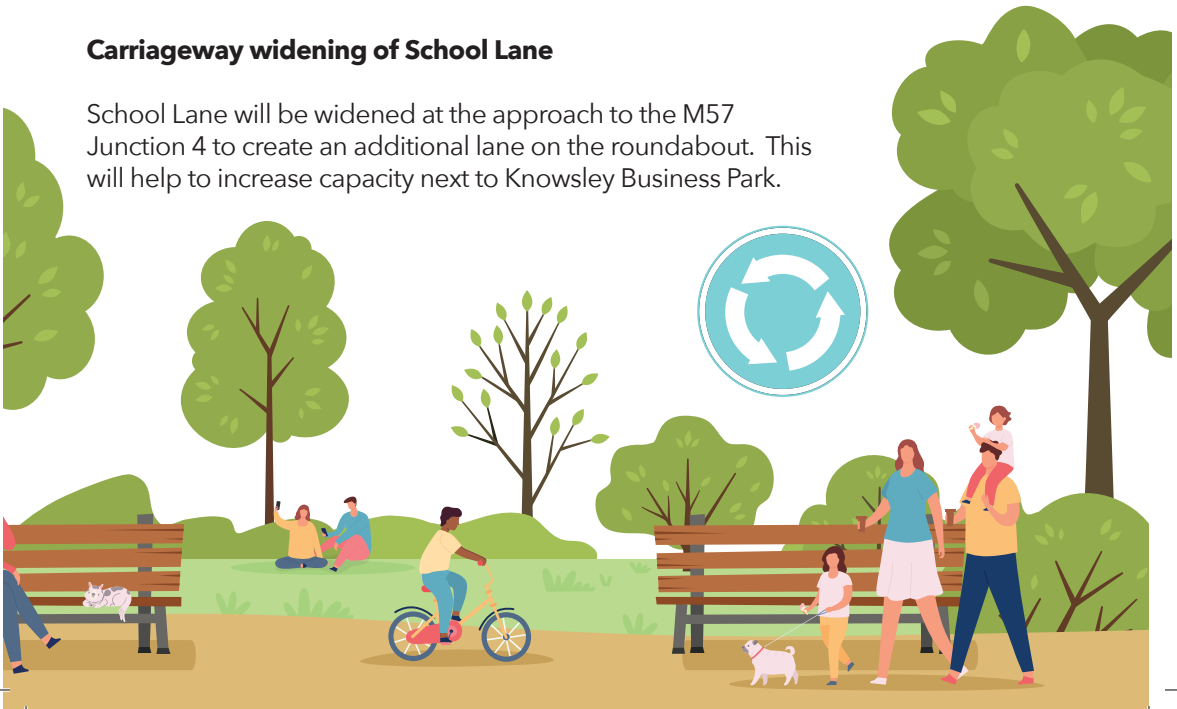 Carriageway widening of School Lane
School Lane will be widened at the approach to the M57
Junction 4 to create an additional lane on the roundabout.  This
will help to increase capacity next to Knowsley Business Park.